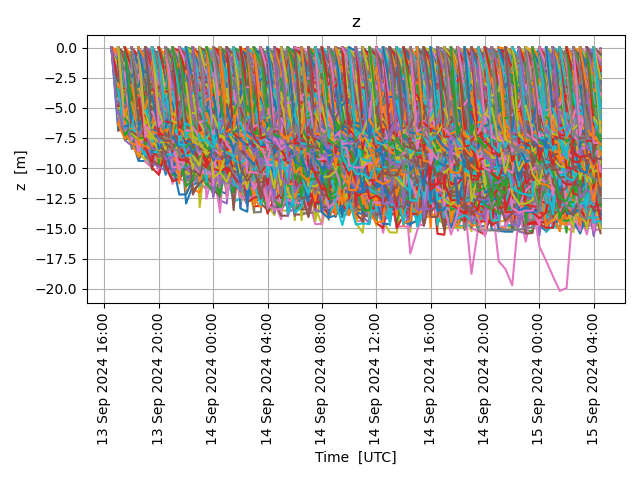 z
0.0
−2.5
−5.0
−7.5
−10.0
−12.5
−15.0
−17.5
−20.0
z [m]
13 Sep 2024 16:00
13 Sep 2024 20:00
14 Sep 2024 00:00
14 Sep 2024 04:00
14 Sep 2024 08:00
14 Sep 2024 12:00
14 Sep 2024 16:00
14 Sep 2024 20:00
15 Sep 2024 00:00
15 Sep 2024 04:00
Time [UTC]